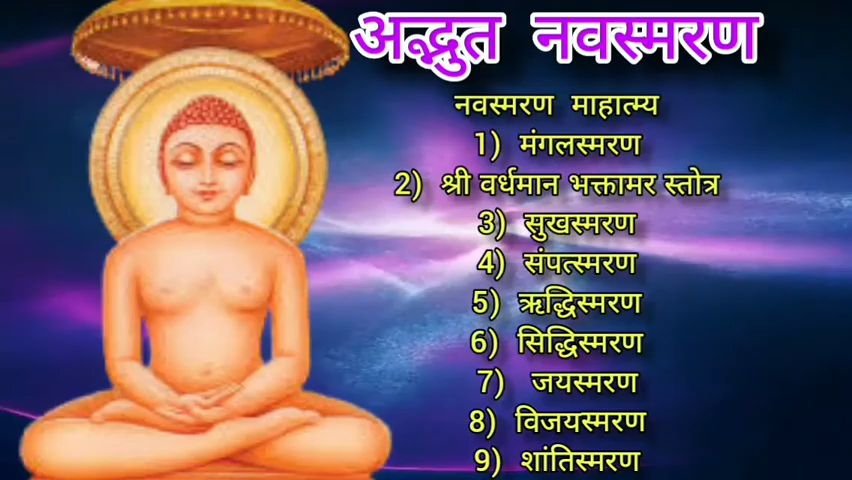 अद्भुत नवस्मरण
नवस्मरण माहात्म्य
1) मंगलस्मरण
2) श्री वर्धमान भक्तामर स्तोत्र
3) सुखस्मरण
4) संपत्स्मरण
5) ऋद्धिस्मरण
6) सिद्धिस्मरण
7) जयस्मरण
8) विजयस्मरण
9) शांतिस्मरण